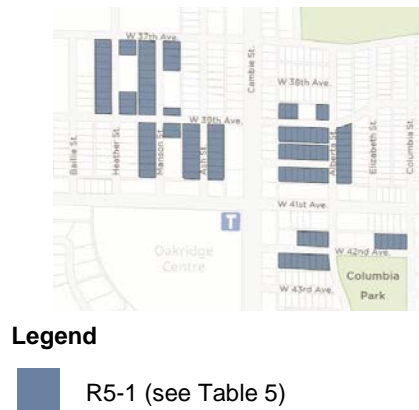 W 37th Ave.
Cambie St.
W 38th Ave.
W 39th Ave.
Baillie St.
Heather St.
Manson St.
Ash St.
Alberta St.
Elizabeth St.
Columbia St.
W 41st Ave.
T
Oakridge
Centre
W 42nd Ave.
Columbia
Park
W 43rd Ave.
Legend
R5-1 (see Table 5)